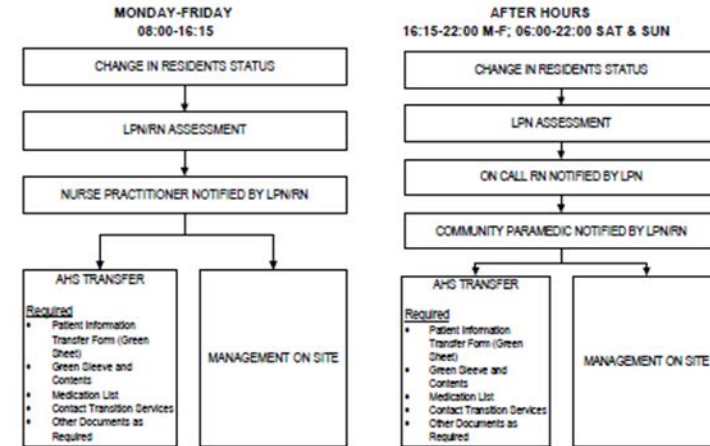 MONDAY-FRIDAY
08:00-16:15
CHANGE IN RESIDENTS STATUS
LPN/RN ASSESSMENT
NURSE PRACTITIONER NOTIFIED BY LPN/RN
AHS TRANSFER
Required
• Patient Information
Transfer Form (Green
Sheet)
• Green Sleeve and
Contents
• Medication List
• Contact Transition Services
• Other Documents as
Required
MANAGEMENT ON SITE
AFTER HOURS
16:15-22:00 M-F; 06:00-22:00 SAT & SUN
CHANGE IN RESIDENTS STATUS
LPN ASSESSMENT
ON CALL RN NOTIFIED BY LPN
COMMUNITY PARAMEDIC NOTIFIED BY LPN/RN
AHS TRANSFER
Required
• Patient Information
Transfer Form (Green
Sheet)
• Green Sleeve and
Contents
• Medication List
• Contact Transition Services
• Other Documents as
Required
MANAGEMENT ON SITE